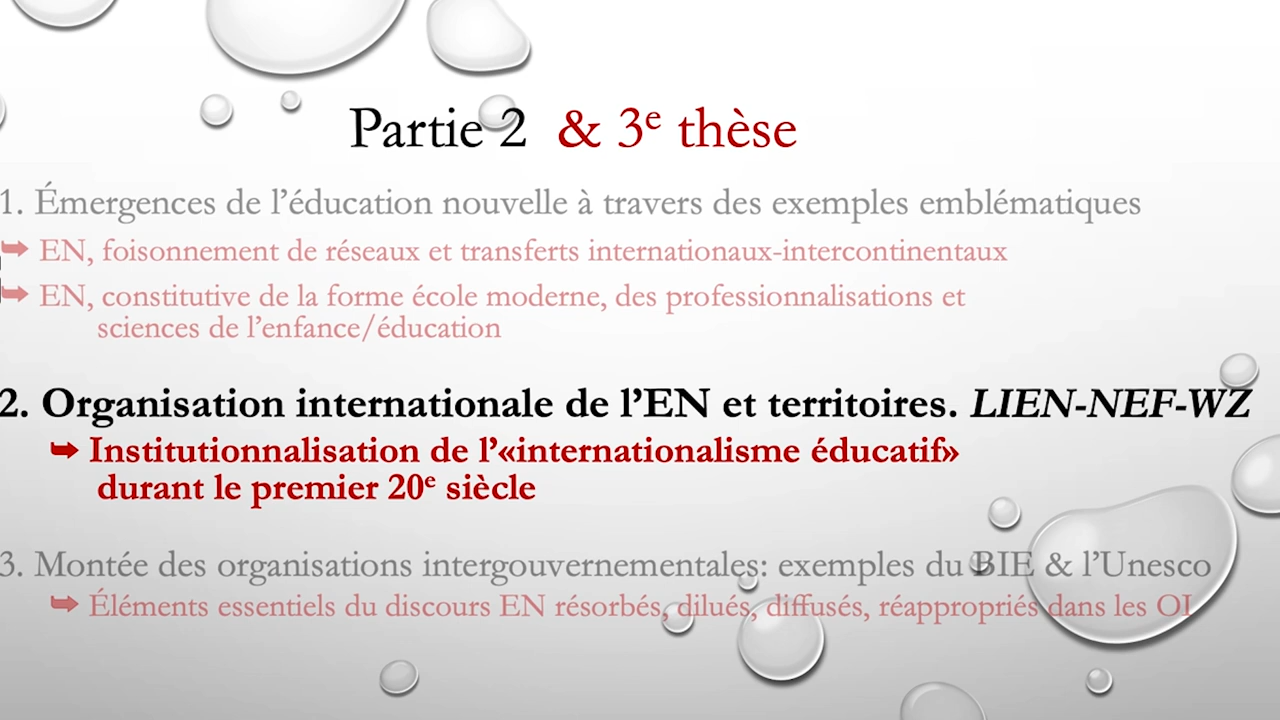 Partie 2 & 3e thèse
1. Émergences de l’éducation nouvelle à travers des exemples emblématiques
➥ EN, foisonnement de réseaux et transferts internationaux-intercontinentaux
➥ EN, constitutive de la forme école moderne, des professionnalisations et
sciences de l’enfance/éducation
2. Organisation internationale de l’EN et territoires. LIEN-NEF-WZ
➥ Institutionnalisation de l’«internationalisme éducatif»
durant le premier 20e siècle
3. Montée des organisations intergouvernementales: exemples du BIE & l’Unesco
➥ Éléments essentiels du discours EN résorbés, dilués, diffusés, réappropriés dans les OI